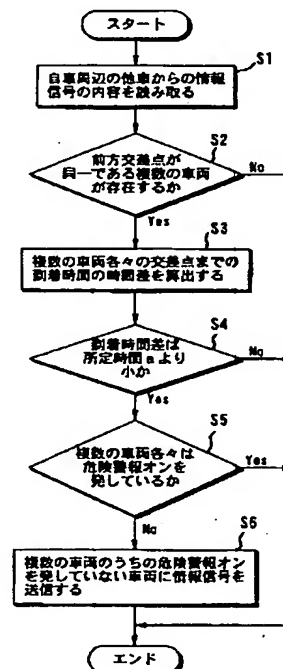 スタート
S1
自車周辺の他車からの情報
信号の内容を読み取る
S2
前方交差点が
同一である複数の車両
が存在するか
No
Yes
S3
複数の車両各々の交差点までの
到着時間の時間差を算出する
S4
到着時間差は
所定時間aより
小か
No
Yes
S5
複数の車両各々は
危険警報オンを
発しているか
Yes
No
S6
複数の車両のうちの危険警報オン
を発していない車両に情報信号を
送信する
エンド